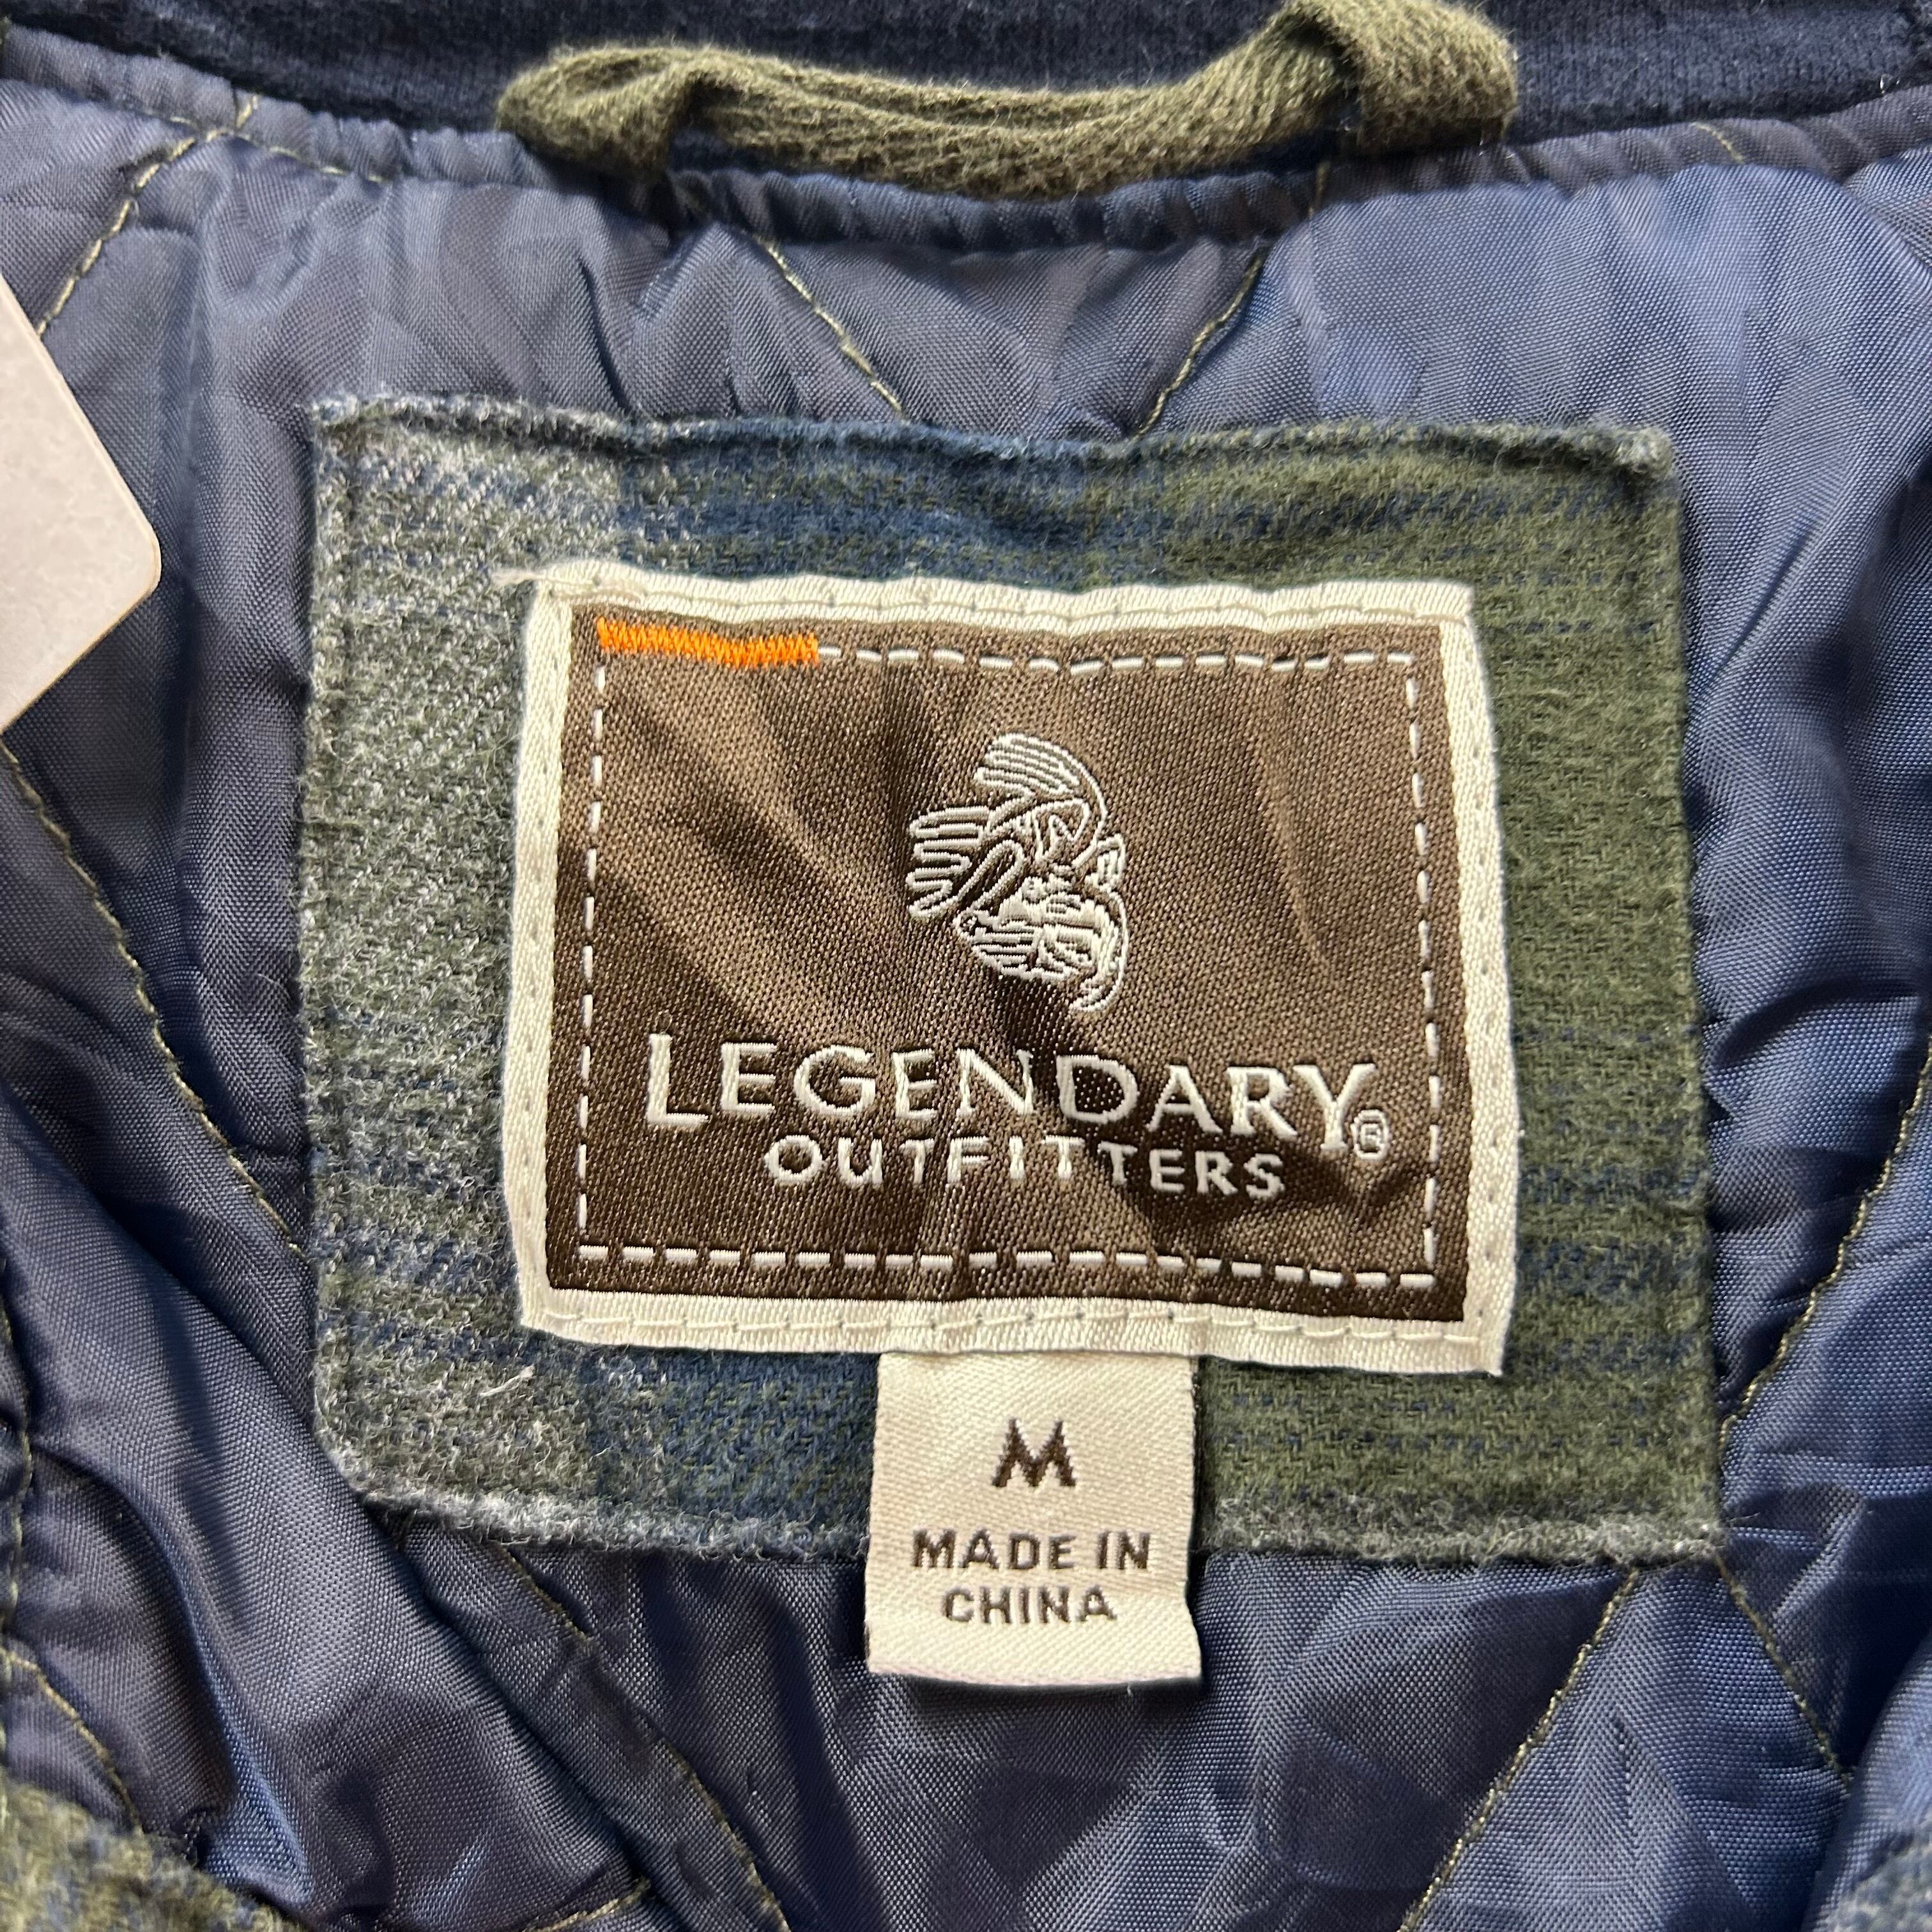 LEGENDARY®
OUTFITTERS
M
MADE IN
CHINA